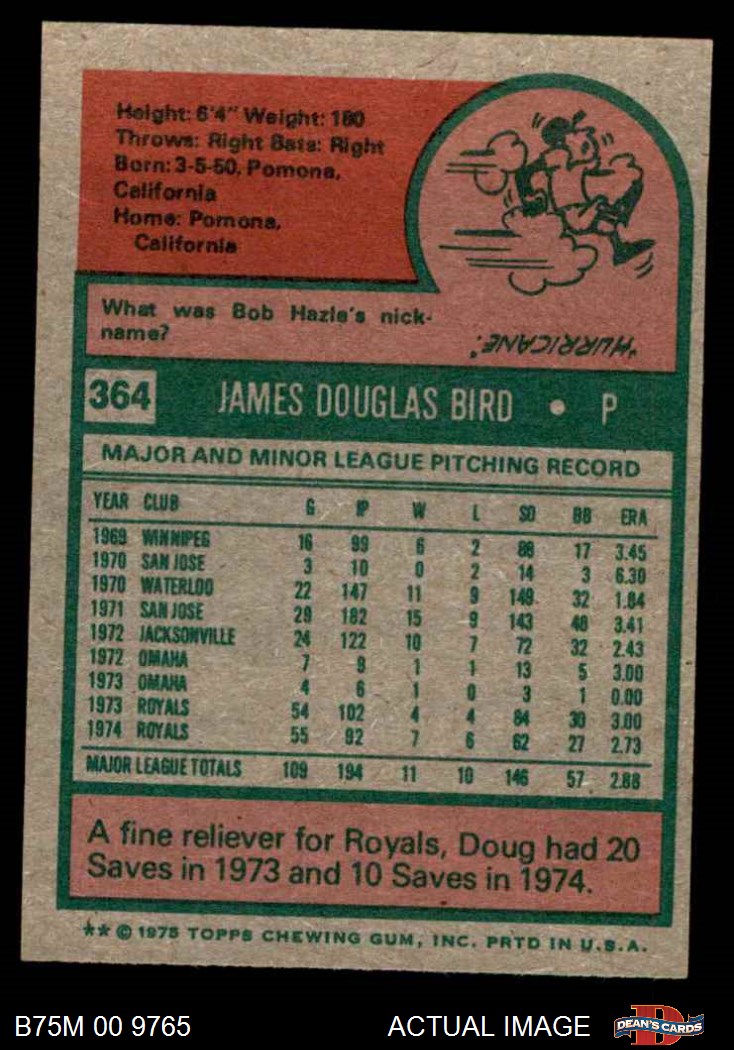 Height: 6'4" Weight: 180
Throws: Right Bats: Right
Born: 3-5-50, Pomona,
California
Home: Pomona,
California
What was Bob Hazle's nick-
name?
"HURRICANE."
364 JAMES DOUGLAS BIRD • P
MAJOR AND MINOR LEAGUE PITCHING RECORD
YEAR CLUB G IP W L SO BB ERA
1969 WINNIPEG 16 99 6 2 88 17 3.45
1970 SAN JOSE 3 10 0 2 14 3 6.30
1970 WATERLOO 22 147 11 9 149 32 1.84
1971 SAN JOSE 29 182 15 9 143 48 3.41
1972 JACKSONVILLE 24 122 10 7 72 32 2.43
1972 OMAHA 7 9 1 1 13 5 3.00
1973 OMAHA 4 6 1 0 3 1 0.00
1973 ROYALS 54 102 4 4 84 30 3.00
1974 ROYALS 55 92 7 6 62 27 2.73
MAJOR LEAGUE TOTALS 109 194 11 10 146 57 2.88
A fine reliever for Royals, Doug had 20
Saves in 1973 and 10 Saves in 1974.
** © 1975 TOPPS CHEWING GUM, INC. PRTD IN U.S.A.
B75M 00 9765 ACTUAL IMAGE D DEAN'S CARDS